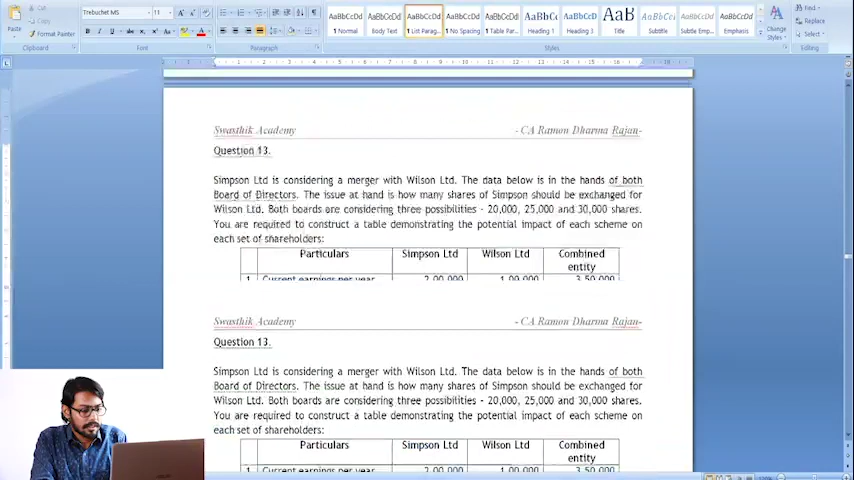 Cut
Copy
Paste
Format Painter
Clipboard
Trebuchet MS
11
Font
Paragraph
AaBbCcDd AaBbCcDd AaBbCcDd AaBbCcDd AaBbCcDd AaBbCc AaBbCcD AaB AaBbCcL AaBbCcDd AaBbCcDd
1 Normal Body Text 1 List Parag... 1 No Spacing 1 Table Par... Heading 1 Heading 3 Title Subtitle Subtle Emp... Emphasis
Styles
Change
Styles
Find
Replace
Select
Editing
Swasthik Academy - CA Ramon Dharma Rajan-
Question 13.
Simpson Ltd is considering a merger with Wilson Ltd. The data below is in the hands of both
Board of Directors. The issue at hand is how many shares of Simpson should be exchanged for
Wilson Ltd. Both boards are considering three possibilities - 20,000, 25,000 and 30,000 shares.
You are required to construct a table demonstrating the potential impact of each scheme on
each set of shareholders:
Particulars Simpson Ltd Wilson Ltd Combined
entity
1 Current earnings per year 2,00,000 1,00,000 3,50,000
Swasthik Academy - CA Ramon Dharma Rajan-
Question 13.
Simpson Ltd is considering a merger with Wilson Ltd. The data below is in the hands of both
Board of Directors. The issue at hand is how many shares of Simpson should be exchanged for
Wilson Ltd. Both boards are considering three possibilities - 20,000, 25,000 and 30,000 shares.
You are required to construct a table demonstrating the potential impact of each scheme on
each set of shareholders:
Particulars Simpson Ltd Wilson Ltd Combined
entity
1 Current earnings per year 2,00,000 1,00,000 3,50,000